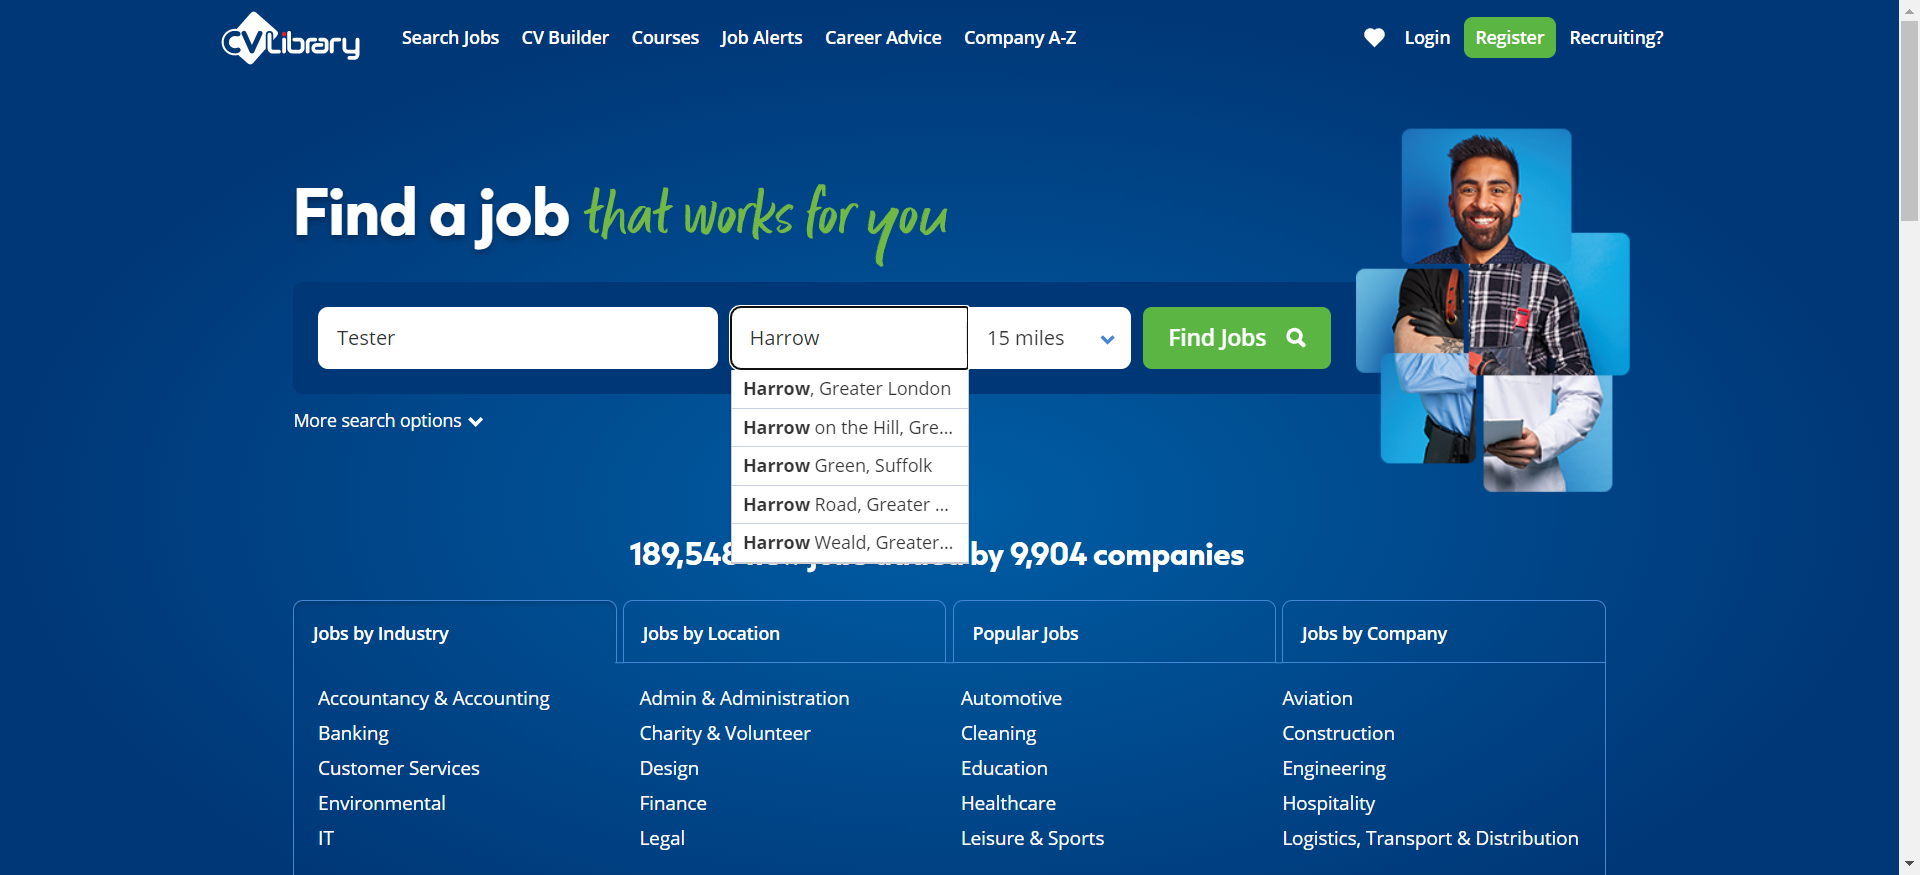 CVLibrary
Search Jobs
CV Builder
Courses
Job Alerts
Career Advice
Company A-Z
Login
Register
Recruiting?
Find a job that works for you
Tester
Harrow
15 miles
Find Jobs
Harrow, Greater London
Harrow on the Hill, Gre...
Harrow Green, Suffolk
Harrow Road, Greater ...
Harrow Weald, Greater...
More search options
189,548 by 9,904 companies
Jobs by Industry
Jobs by Location
Popular Jobs
Jobs by Company
Accountancy & Accounting
Admin & Administration
Automotive
Aviation
Banking
Charity & Volunteer
Cleaning
Construction
Customer Services
Design
Education
Engineering
Environmental
Finance
Healthcare
Hospitality
IT
Legal
Leisure & Sports
Logistics, Transport & Distribution